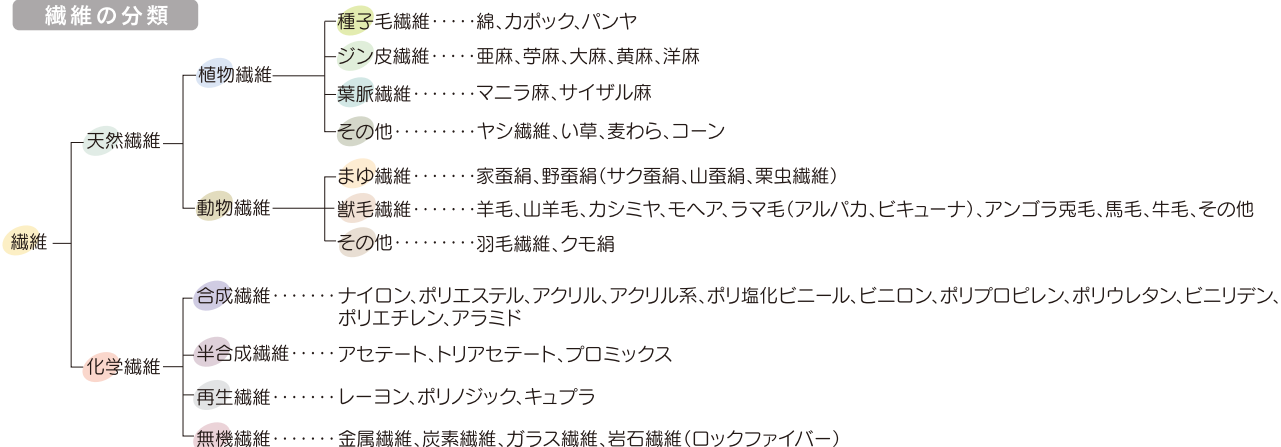 繊維の分類
繊維
天然繊維
植物繊維
種子毛繊維·····綿、カポック、パンヤ
ジン皮繊維·····亜麻、苧麻、大麻、黄麻、洋麻
葉脈繊維·······マニラ麻、サイザル麻
その他·········ヤシ繊維、い草、麦わら、コーン
動物繊維
まゆ繊維·······家蚕絹、野蚕絹(サク蚕絹、山蚕絹、栗虫繊維)
獣毛繊維·······羊毛、山羊毛、カシミヤ、モヘア、ラマ毛(アルパカ、ビキューナ)、アンゴラ兎毛、馬毛、牛毛、その他
その他·········羽毛繊維、クモ絹
化学繊維
合成繊維·······ナイロン、ポリエステル、アクリル、アクリル系、ポリ塩化ビニール、ビニロン、ポリプロピレン、ポリウレタン、ビニリデン、
ポリエチレン、アラミド
半合成繊維·····アセテート、トリアセテート、プロミックス
再生繊維·······レーヨン、ポリノジック、キュプラ
無機繊維·······金属繊維、炭素繊維、ガラス繊維、岩石繊維(ロックファイバー)